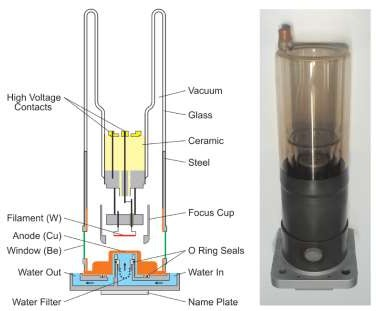 Vacuum
High Voltage
Contacts
Glass
Ceramic
Steel
Filament (W)
Focus Cup
Anode (Cu)
Window (Be)
O Ring Seals
Water Out
Water In
Water Filter
Name Plate